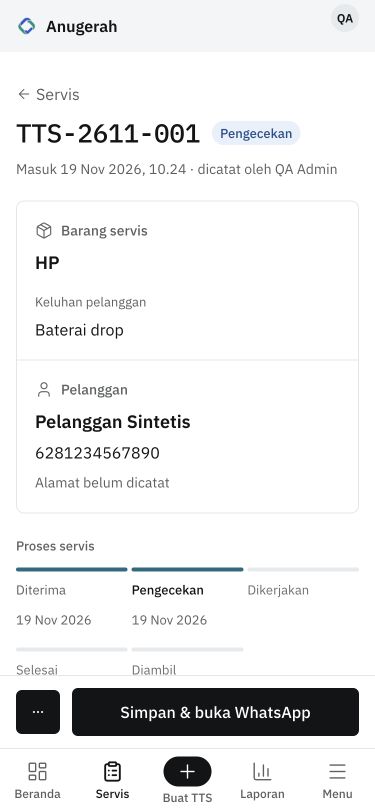 Anugerah
QA
← Servis
TTS-2611-001 Pengecekan
Masuk 19 Nov 2026, 10.24 · dicatat oleh QA Admin
Barang servis
HP
Keluhan pelanggan
Baterai drop
Pelanggan
Pelanggan Sintetis
6281234567890
Alamat belum dicatat
Proses servis
Diterima Pengecekan Dikerjakan
19 Nov 2026 19 Nov 2026
Selesai Diambil
... Simpan & buka WhatsApp
Beranda Servis Buat TTS Laporan Menu